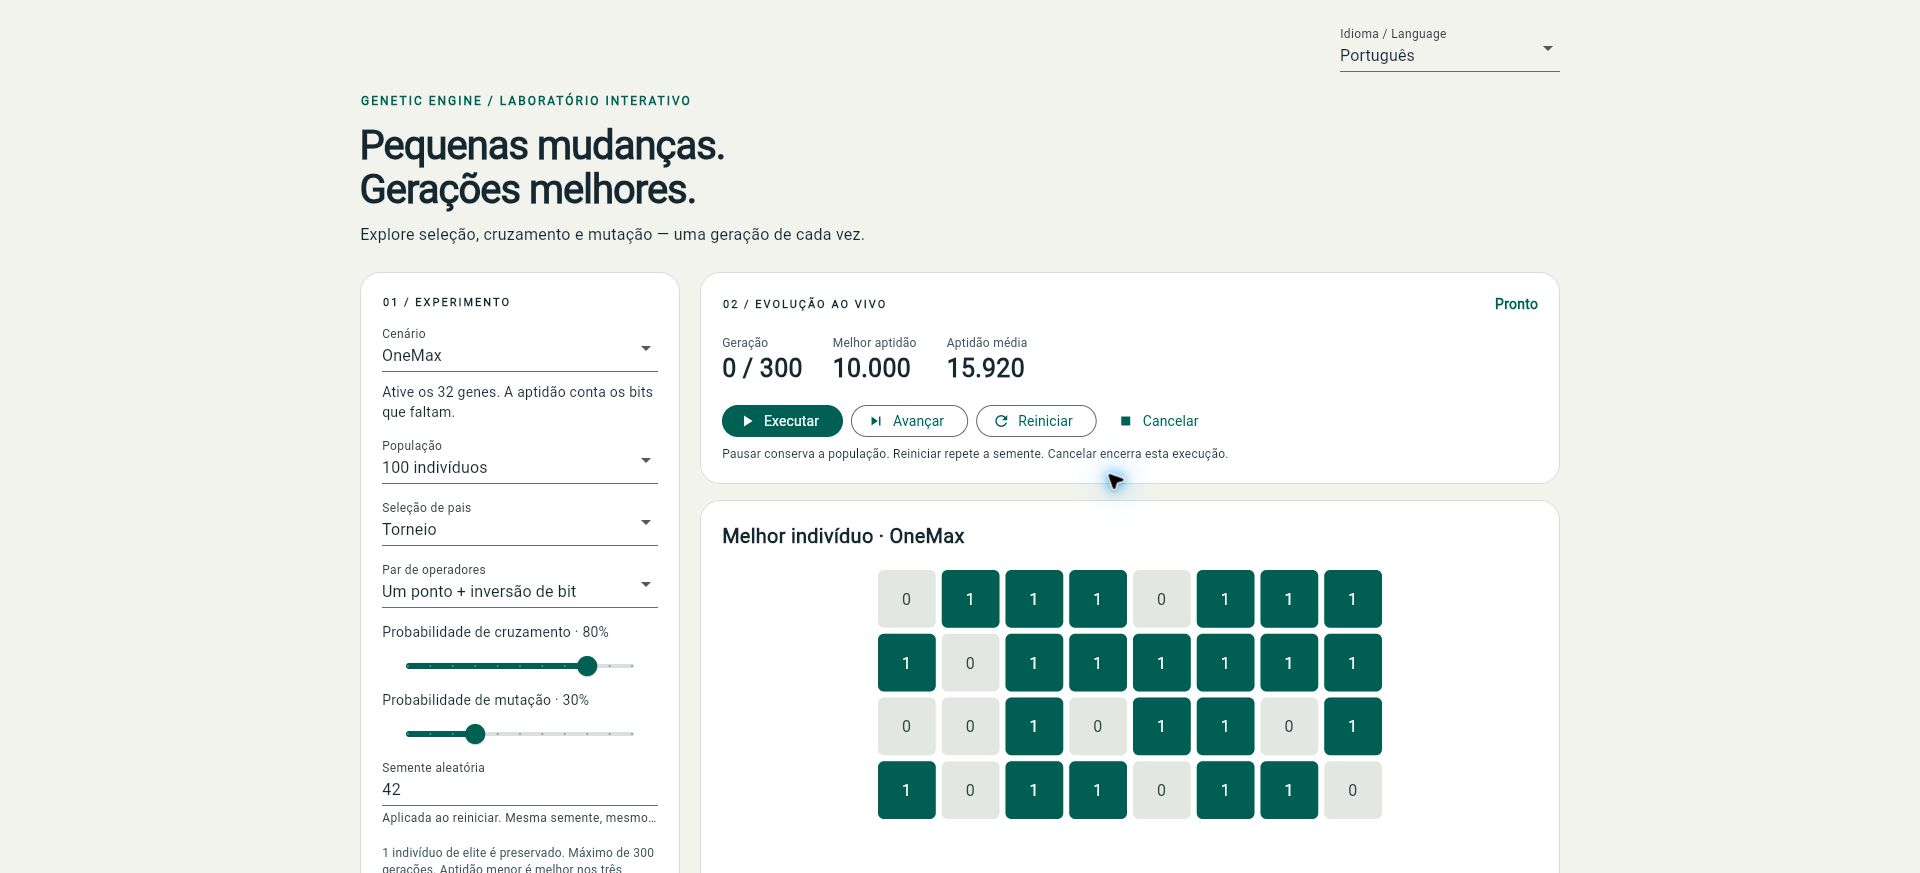 Idioma / Language
Português
GENETIC ENGINE / LABORATÓRIO INTERATIVO
Pequenas mudanças.
Gerações melhores.
Explore seleção, cruzamento e mutação — uma geração de cada vez.
01 / EXPERIMENTO
Cenário
OneMax
Ative os 32 genes. A aptidão conta os bits
que faltam.
População
100 indivíduos
Seleção de pais
Torneio
Par de operadores
Um ponto + inversão de bit
Probabilidade de cruzamento · 80%
Probabilidade de mutação · 30%
Semente aleatória
42
Aplicada ao reiniciar. Mesma semente, mesmo…
1 indivíduo de elite é preservado. Máximo de 300
gerações. Aptidão menor é melhor nos três
02 / EVOLUÇÃO AO VIVO
Pronto
Geração
0 / 300
Melhor aptidão
10.000
Aptidão média
15.920
Executar
Avançar
Reiniciar
Cancelar
Pausar conserva a população. Reiniciar repete a semente. Cancelar encerra esta execução.
Melhor indivíduo · OneMax
0 1 1 1 0 1 1 1
1 0 1 1 1 1 1 1
0 0 1 0 1 1 0 1
1 0 1 1 0 1 1 0